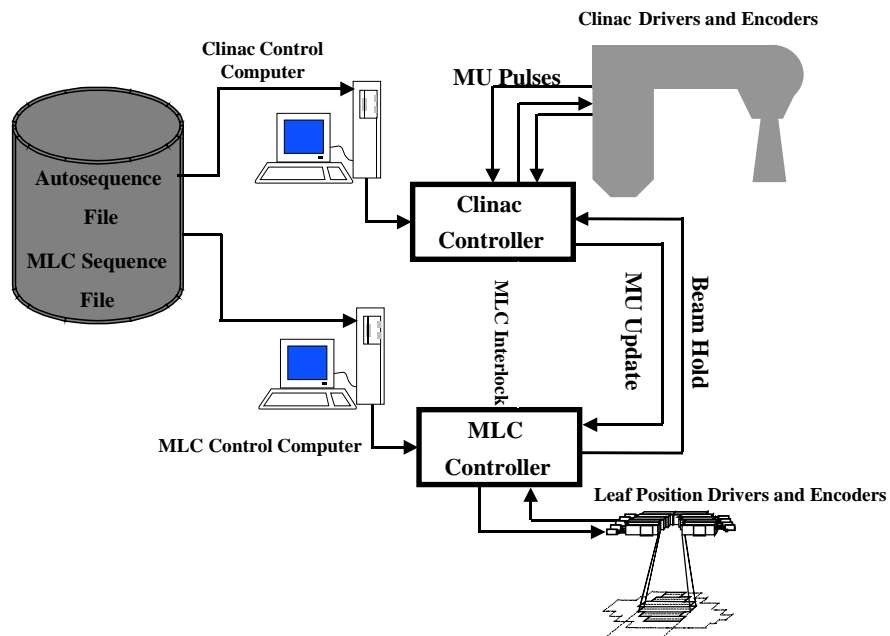 Clinac Drivers and Encoders
Clinac Control
Computer
MU Pulses
Autosequence
File
MLC Sequence
File
Clinac
Controller
MLC Interlock
MU Update
Beam Hold
MLC Control Computer
MLC
Controller
Leaf Position Drivers and Encoders